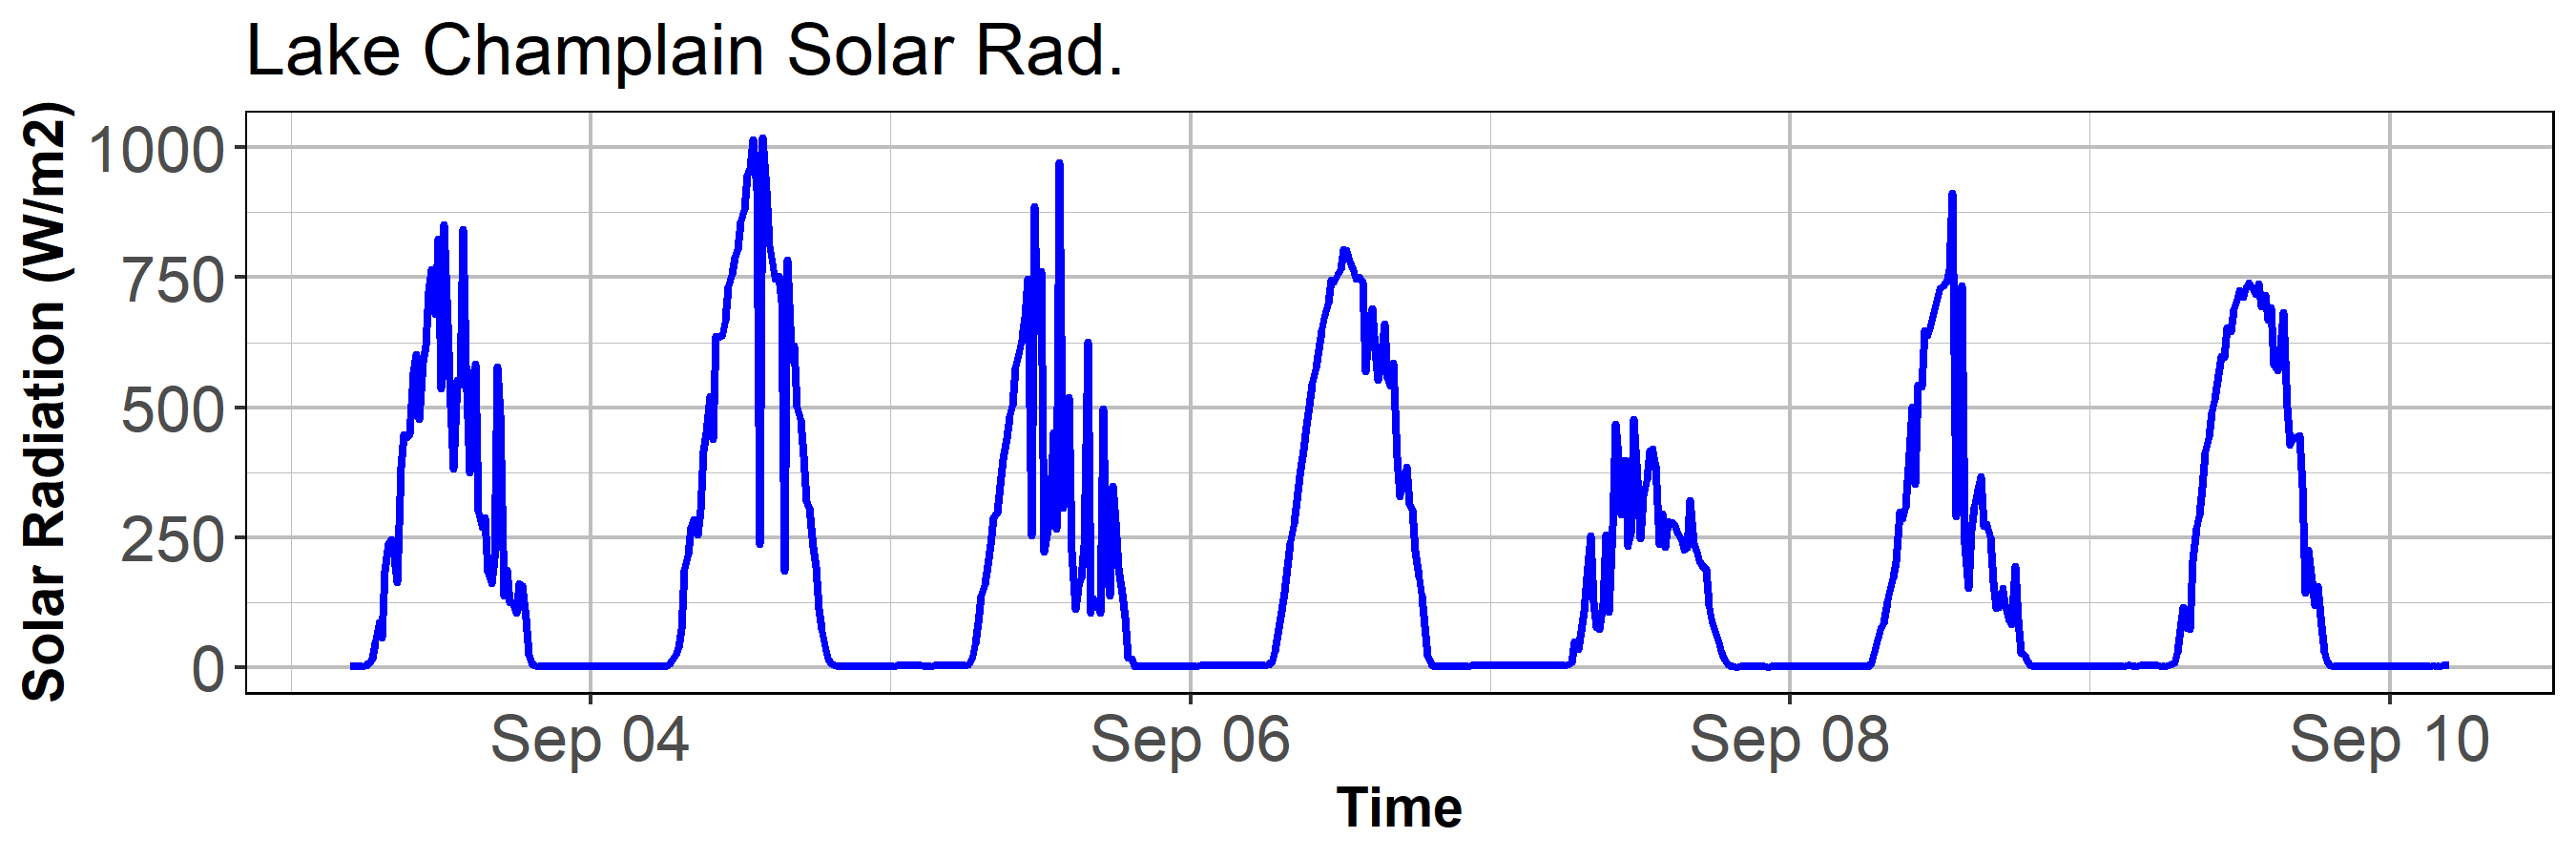 Lake Champlain Solar Rad.
Solar Radiation (W/m2)
1000
750
500
250
0
Sep 04
Sep 06
Sep 08
Sep 10
Time